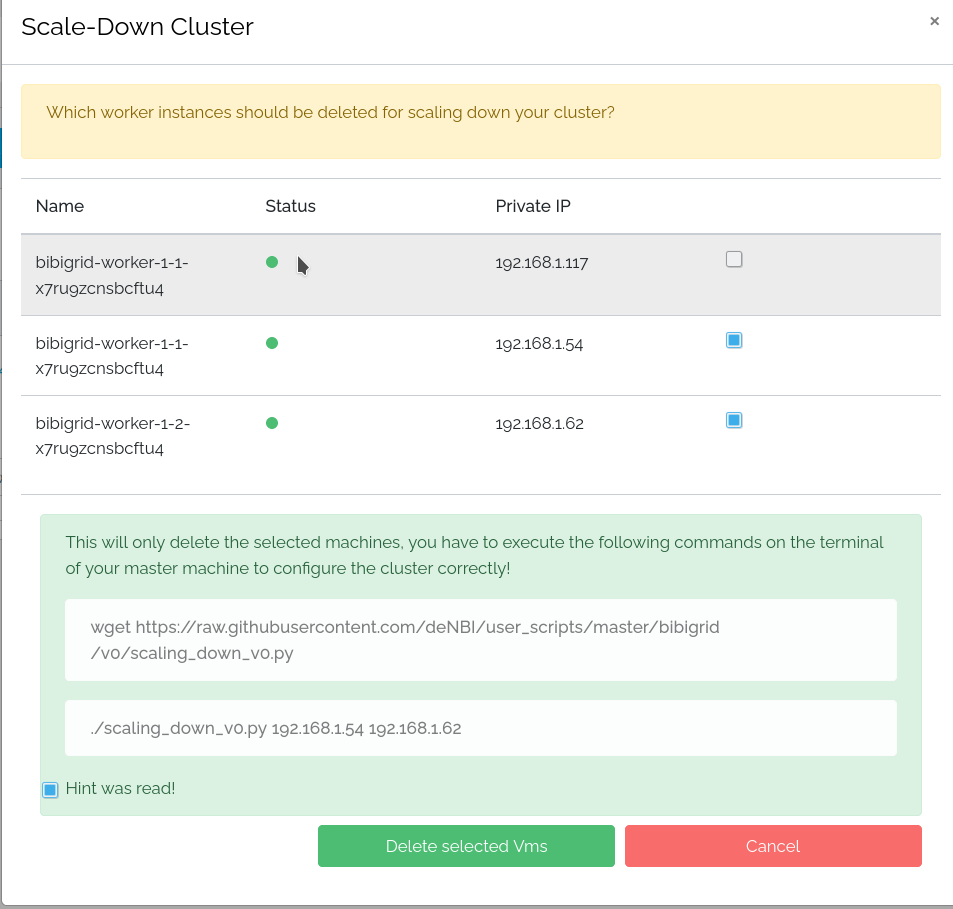 Scale-Down Cluster
×
Which worker instances should be deleted for scaling down your cluster?
Name Status Private IP
bibigrid-worker-1-1-
x7ru9zcnsbcftu4
192.168.1.117
bibigrid-worker-1-1-
x7ru9zcnsbcftu4
192.168.1.54
bibigrid-worker-1-2-
x7ru9zcnsbcftu4
192.168.1.62
This will only delete the selected machines, you have to execute the following commands on the terminal
of your master machine to configure the cluster correctly!
wget https://raw.githubusercontent.com/deNBI/user_scripts/master/bibigrid
/v0/scaling_down_v0.py
./scaling_down_v0.py 192.168.1.54 192.168.1.62
Hint was read!
Delete selected Vms
Cancel